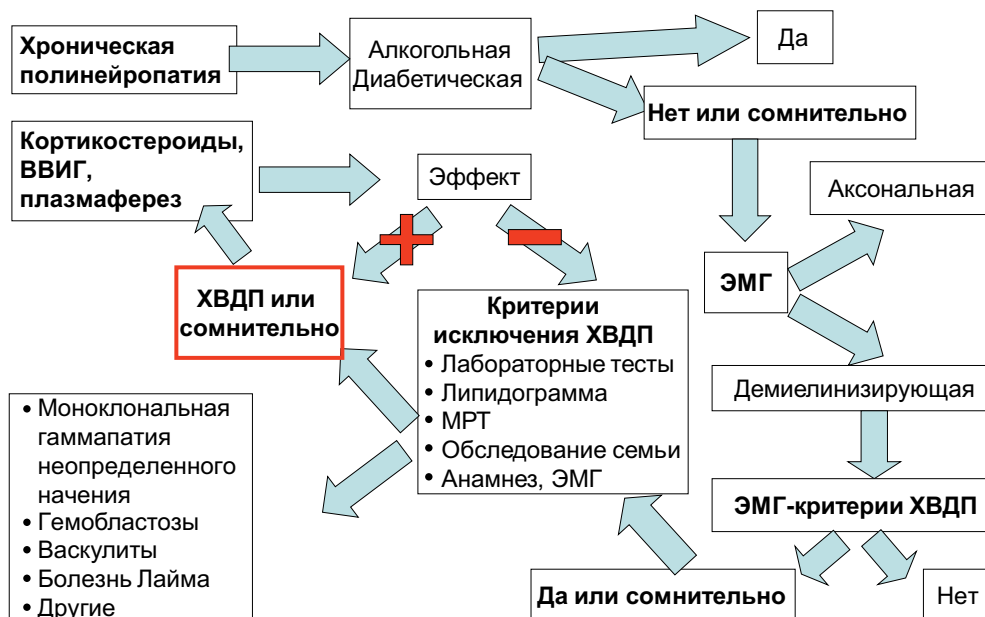 Хроническая
полинейропатия
Алкогольная
Диабетическая
Да
Нет или сомнительно
Кортикостероиды,
ВВИГ,
плазмаферез
Эффект
Аксональная
ЭМГ
ХВДП или
сомнительно
Критерии
исключения ХВДП
• Лабораторные тесты
• Липидограмма
• МРТ
• Обследование семьи
• Анамнез, ЭМГ
Демиелинизирующая
• Моноклональная
гаммапатия
неопределенного
начения
• Гемобластозы
• Васкулиты
• Болезнь Лайма
• Другие
ЭМГ-критерии ХВДП
Да или сомнительно
Нет